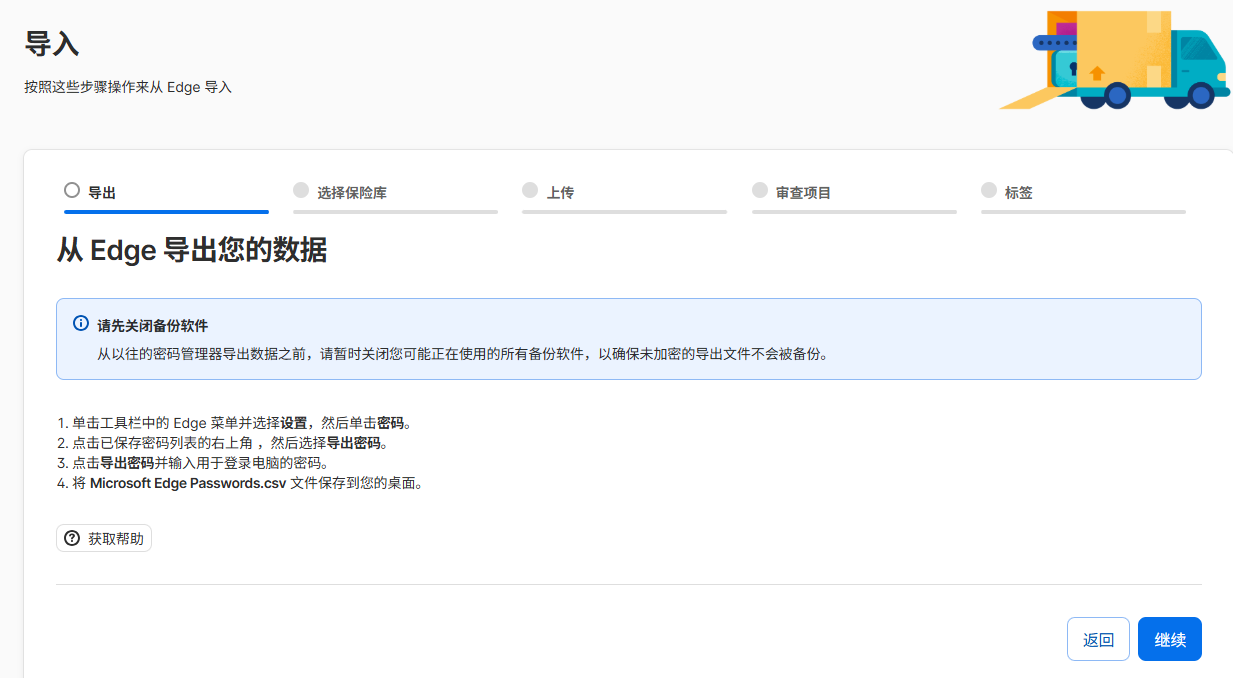 导入
按照这些步骤操作来从 Edge 导入
导出
选择保险库
上传
审查项目
标签
从 Edge 导出您的数据
请先关闭备份软件
从以往的密码管理器导出数据之前，请暂时关闭您可能正在使用的所有备份软件，以确保未加密的导出文件不会被备份。
1. 单击工具栏中的 Edge 菜单并选择设置，然后单击密码。
2. 点击已保存密码列表的右上角 ，然后选择导出密码。
3. 点击导出密码并输入用于登录电脑的密码。
4. 将 Microsoft Edge Passwords.csv 文件保存到您的桌面。
获取帮助
返回
继续